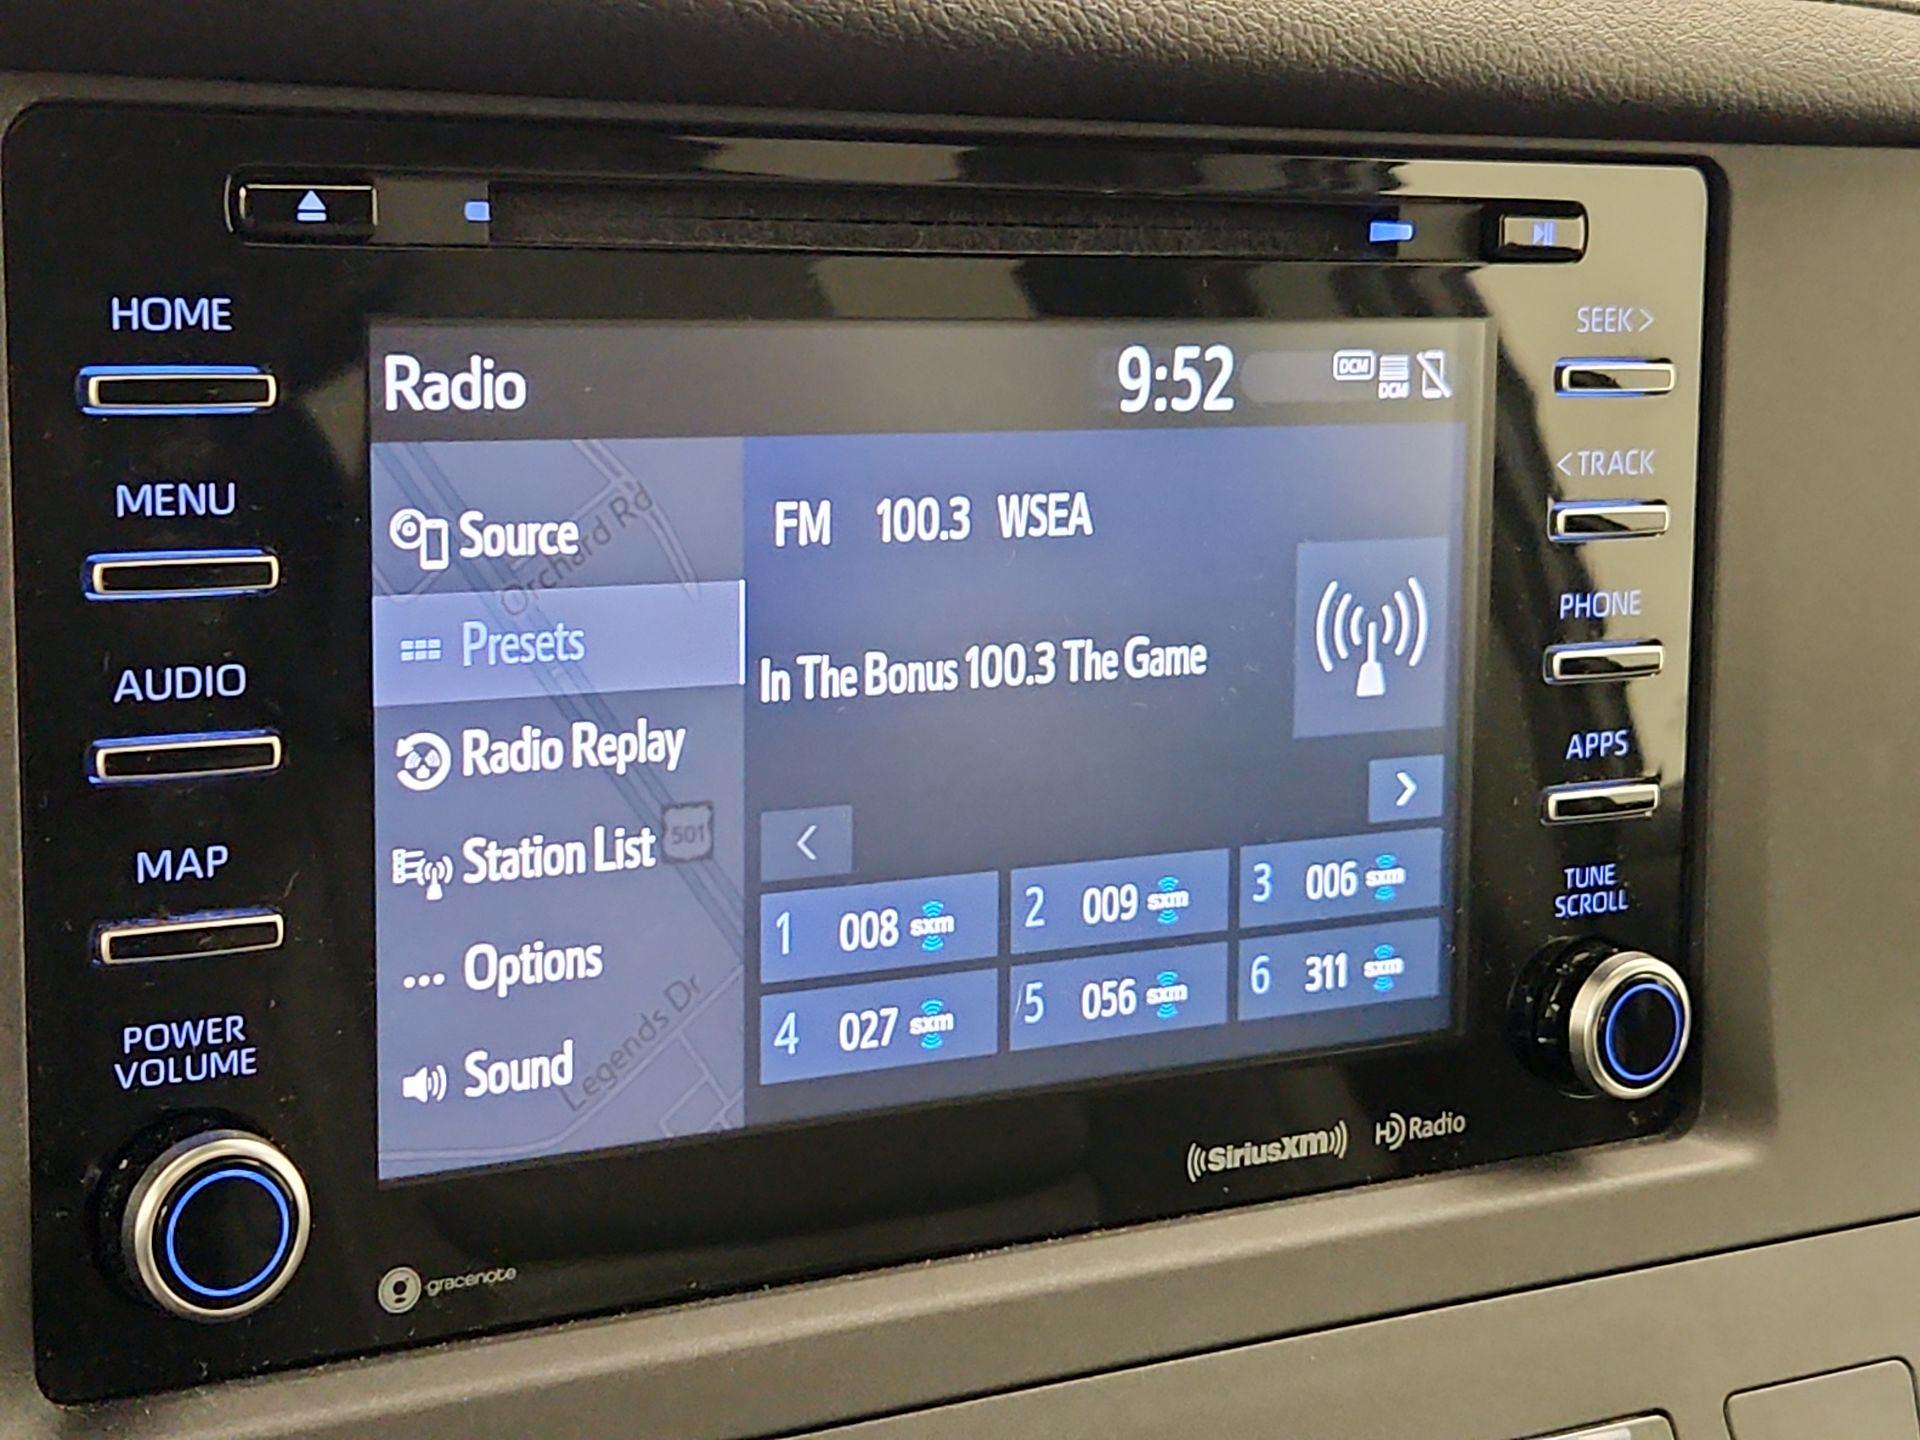 HOME
MENU
AUDIO
MAP
POWER
VOLUME
Radio
9:52
DCM
DCM
Source
Presets
Radio Replay
Station List
Options
Sound
Orchard Rd
501
Legends Dr
FM 100.3 WSEA
In The Bonus 100.3 The Game
<
>
1 008 sxm
2 009 sxm
3 006 sxm
4 027 sxm
5 056 sxm
6 311 sxm
SEEK >
< TRACK
PHONE
APPS
TUNE
SCROLL
gracenote
SiriusXM
HD Radio